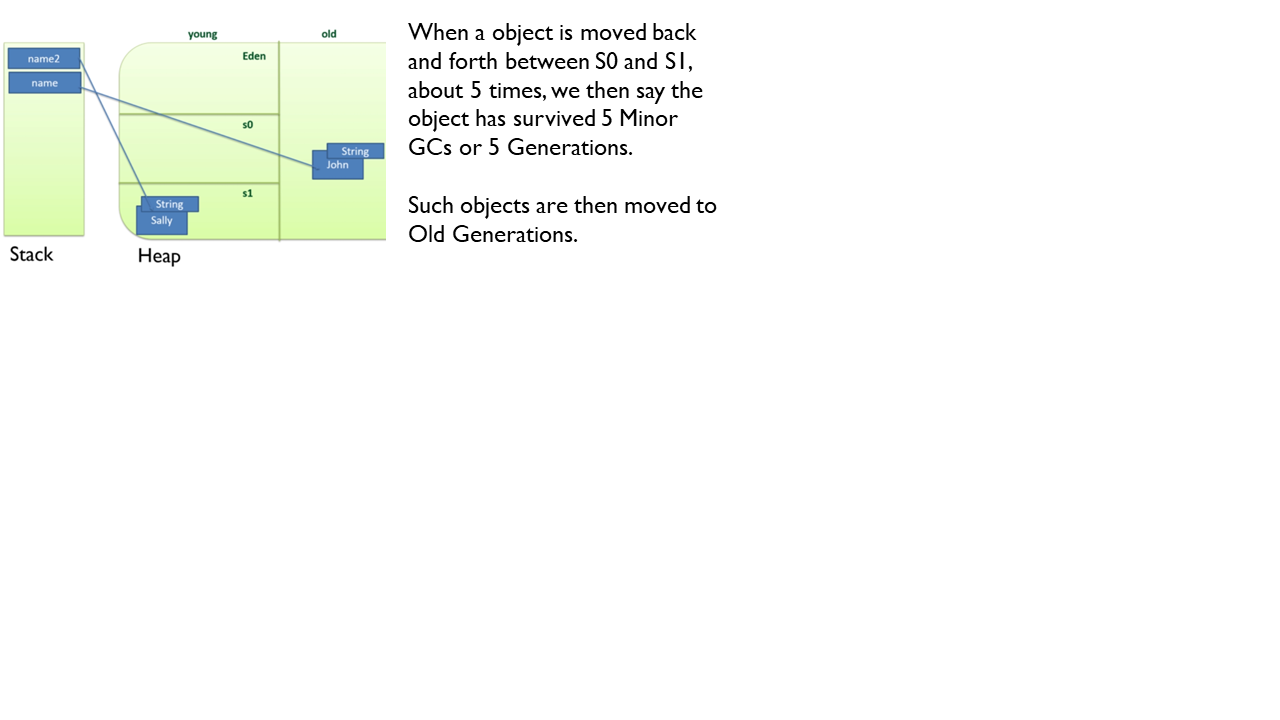 young
old
name2
name
Eden
s0
String
John
s1
String
Sally
Stack
Heap
When a object is moved back
and forth between S0 and S1,
about 5 times, we then say the
object has survived 5 Minor
GCs or 5 Generations.
Such objects are then moved to
Old Generations.